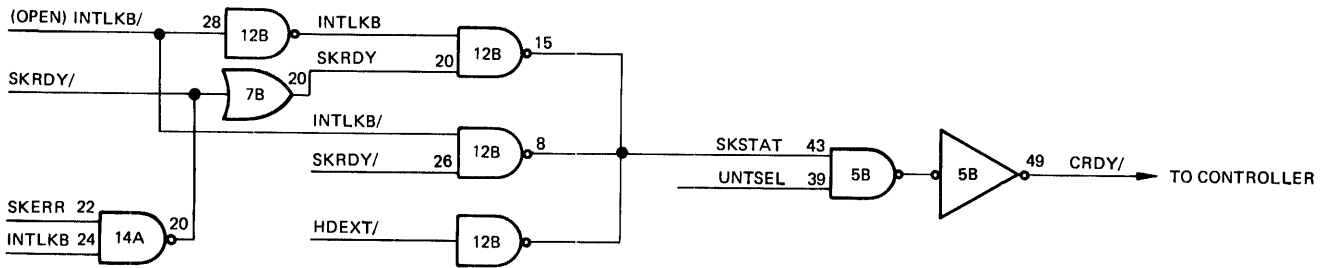 (OPEN) INTLKB/ 28 12B INTLKB 12B 15
20 SKRDY 20
SKRDY/ 7B
INTLKB/ 12B 8
SKRDY/ 26
SKSTAT 43 5B 5B 49 CRDY/ TO CONTROLLER
UNTSEL 39
SKERR 22 14A 20
INTLKB 24
HDEXT/ 12B